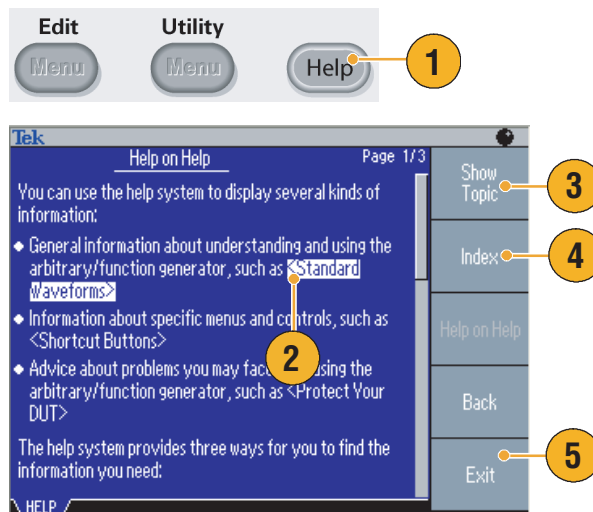 Edit Utility
Menu Menu Help 1
Tek
Help on Help Page 1/3
You can use the help system to display several kinds of
information:
◆ General information about understanding and using the
arbitrary/function generator, such as <Standard
Waveforms>
◆ Information about specific menus and controls, such as
<Shortcut Buttons>
◆ Advice about problems you may using the
arbitrary/function generator, such as <Protect Your
DUT>
The help system provides three ways for you to find the
information you need:
HELP
2
Show
Topic
3
Index
4
Help on Help
Back
Exit
5